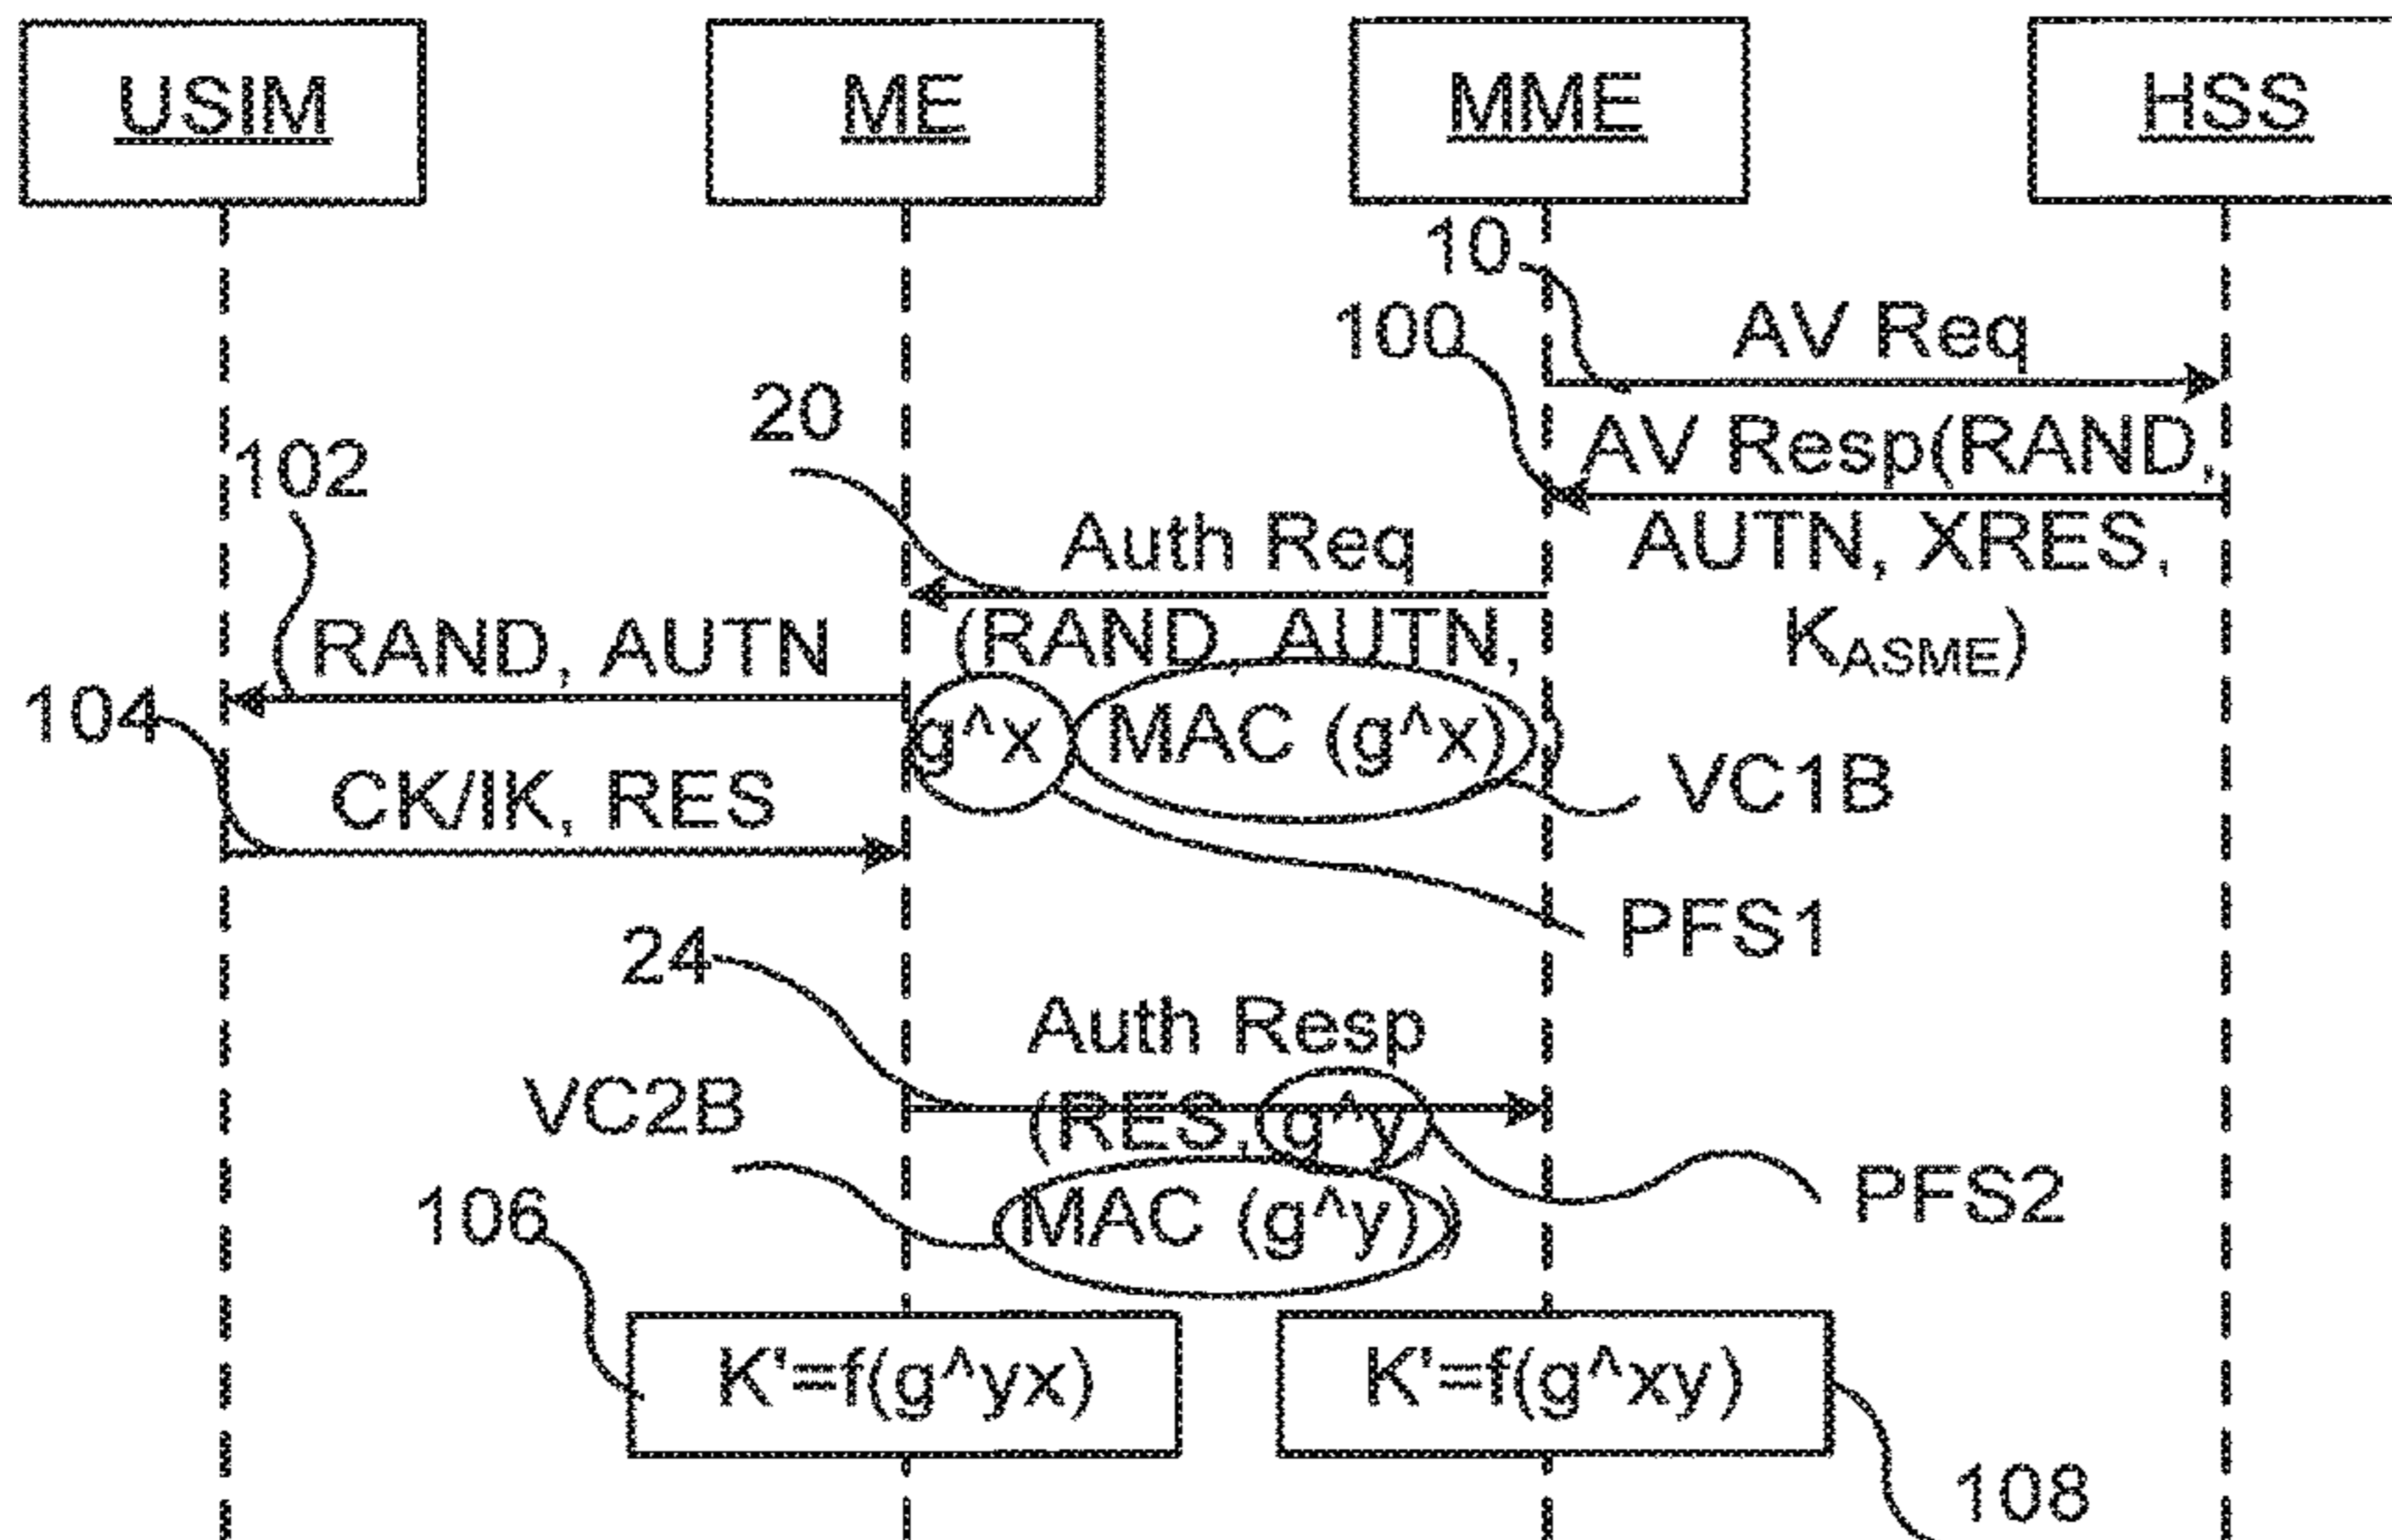 USIM
ME
MME
HSS
10
AV Req
100
20
AV Resp(RAND,
102
Auth Req
AUTN, XRES,
RAND, AUTN
(RAND, AUTN,
K_ASME)
104
g^x
MAC (g^x) )
CK/IK, RES
VC1B
PFS1
24
Auth Resp
VC2B
(RES, g^y,
PFS2
106
MAC (g^y))
K'=f(g^yx)
K'=f(g^xy)
108